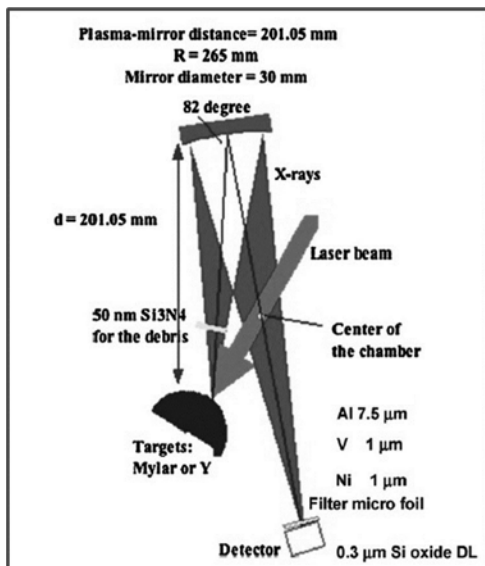 Plasma-mirror distance= 201.05 mm
R = 265 mm
Mirror diameter = 30 mm
82 degree
X-rays
d = 201.05 mm
Laser beam
50 nm Si3N4
for the debris
Center of
the chamber
Targets:
Mylar or Y
Al 7.5 µm
V 1 µm
Ni 1 µm
Filter micro foil
Detector
0.3 µm Si oxide DL